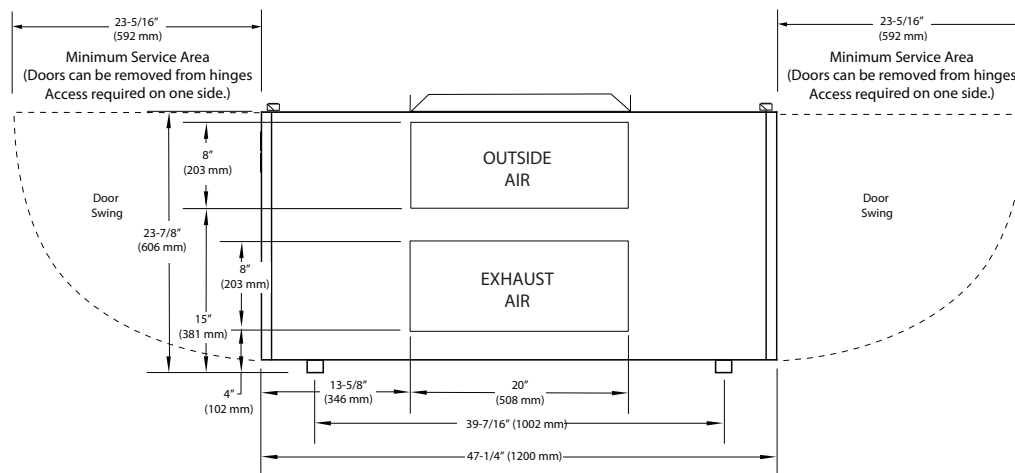 23-5/16”
(592 mm)
Minimum Service Area
(Doors can be removed from hinges
Access required on one side.)
23-5/16”
(592 mm)
Minimum Service Area
(Doors can be removed from hinges
Access required on one side.)
8”
(203 mm)
OUTSIDE
AIR
Door
Swing
Door
Swing
23-7/8”
(606 mm)
8”
(203 mm)
EXHAUST
AIR
15”
(381 mm)
4”
(102 mm)
13-5/8”
(346 mm)
20”
(508 mm)
39-7/16” (1002 mm)
47-1/4” (1200 mm)